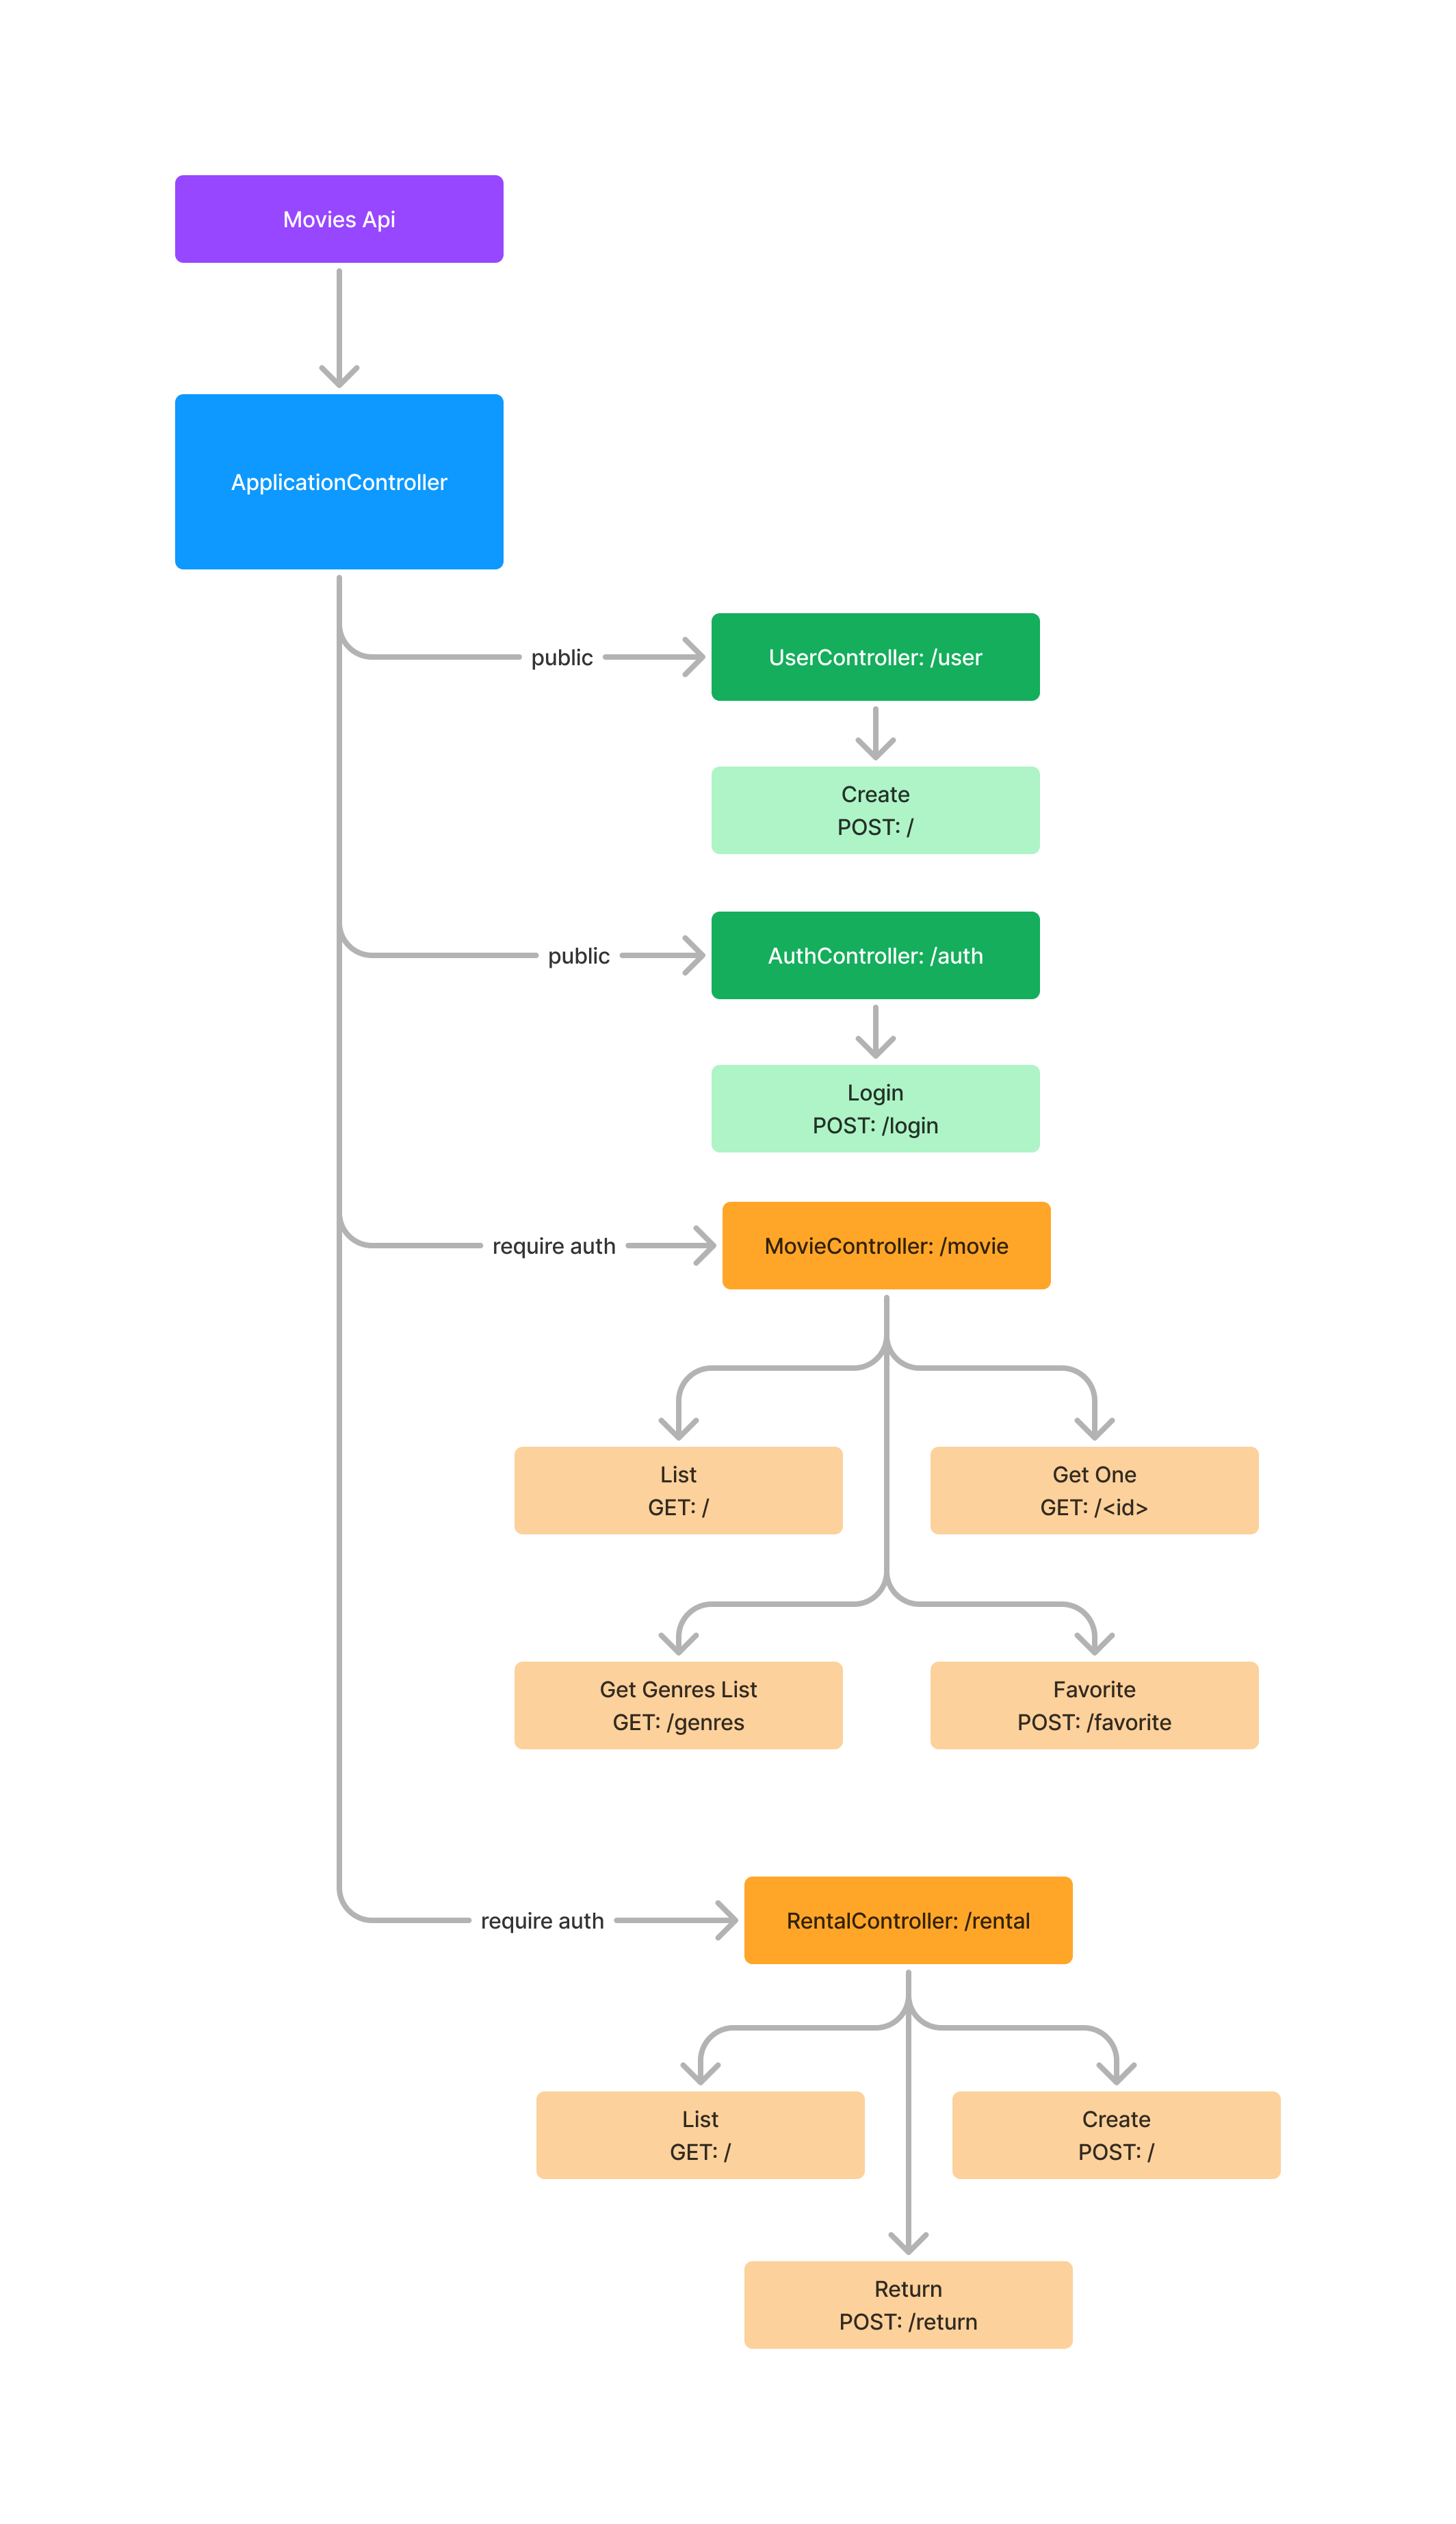 Movies Api
ApplicationController
public
UserController: /user
Create
POST: /
public
AuthController: /auth
Login
POST: /login
require auth
MovieController: /movie
List
GET: /
Get One
GET: /<id>
Get Genres List
GET: /genres
Favorite
POST: /favorite
require auth
RentalController: /rental
List
GET: /
Create
POST: /
Return
POST: /return